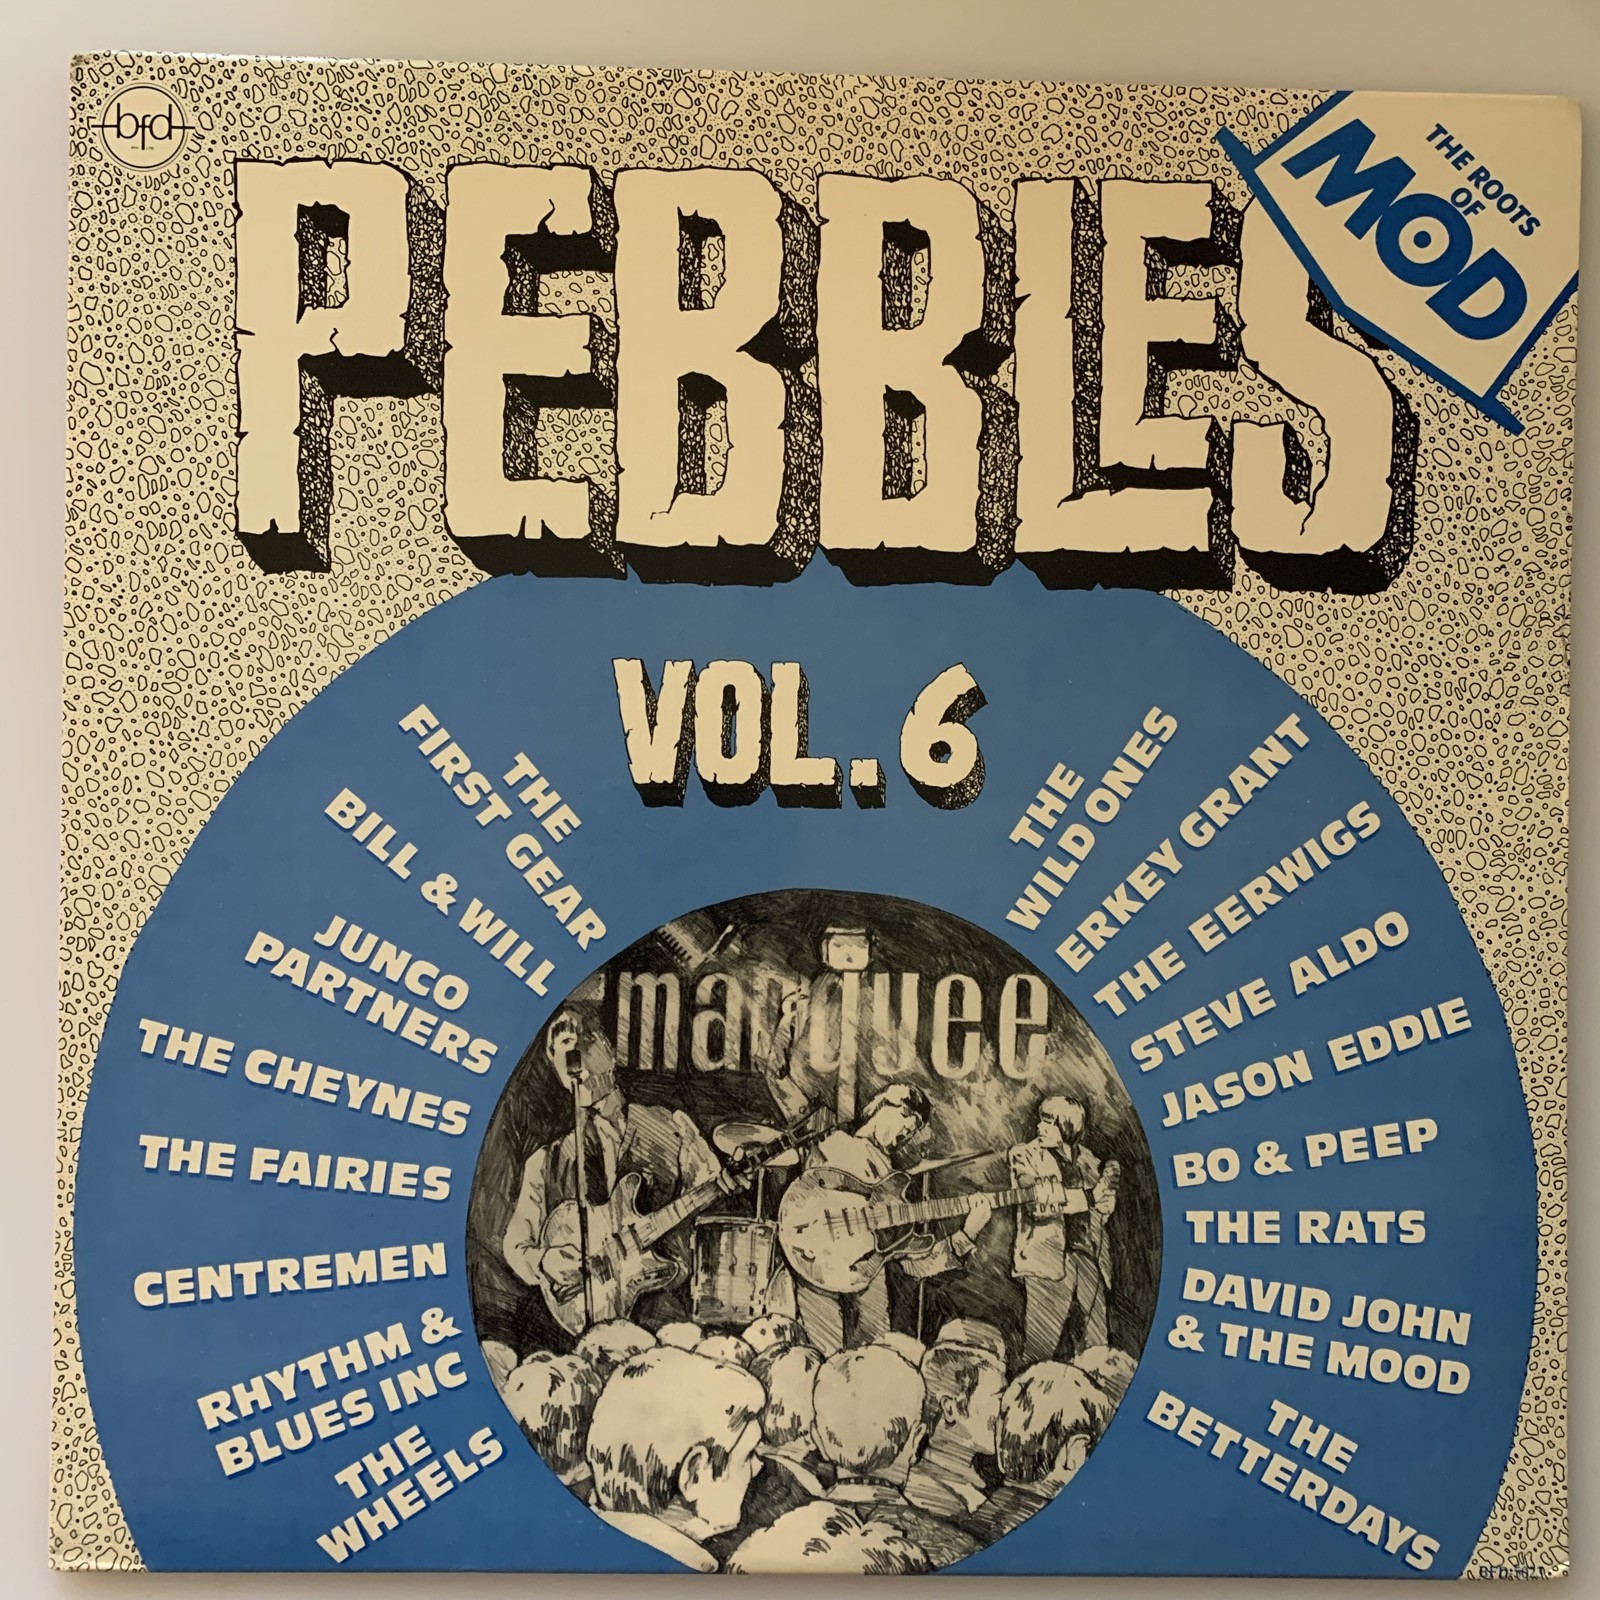 bfd
PEBBLES
THE ROOTS
OF
MOD
VOL. 6
THE
FIRST GEAR
BILL & WILL
JUNCO
PARTNERS
THE CHEYNES
THE FAIRIES
CENTREMEN
RHYTHM &
BLUES INC
THE
WHEELS
THE
WILD ONES
ERKEY GRANT
THE EERWIGS
STEVE ALDO
JASON EDDIE
BO & PEEP
THE RATS
DAVID JOHN
& THE MOOD
THE
BETTERDAYS
marquee